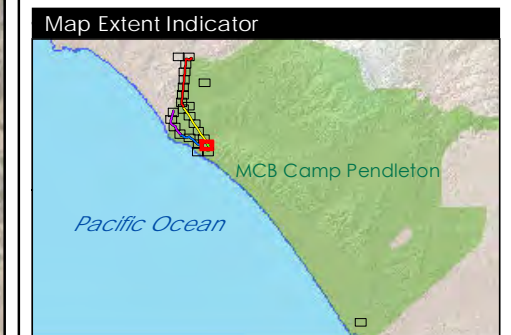 Map Extent Indicator
MCB Camp Pendleton
Pacific Ocean